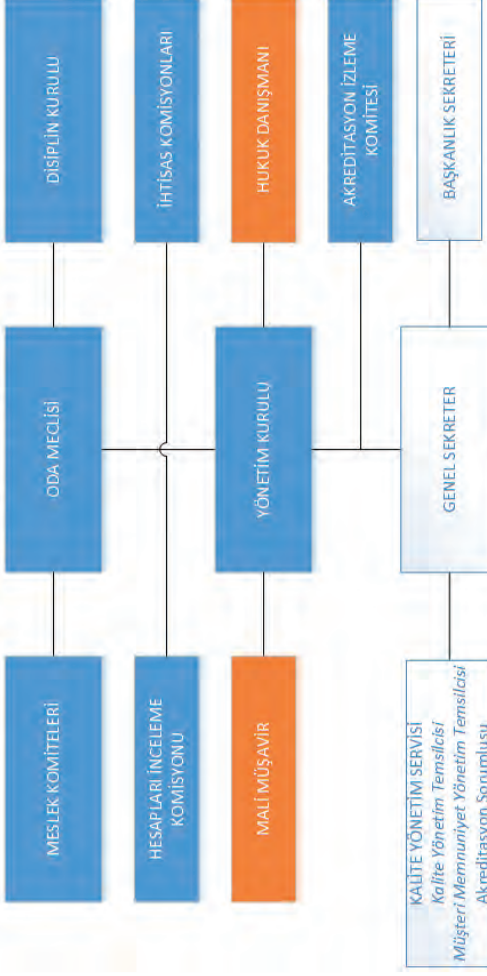 MESLEK KOMİTELERİ
ODA MECLİSİ
DİSİPLİN KURULU
HESAPLARI İNCELEME
KOMİSYONU
İHTİSAS KOMİSYONLARI
MALİ MÜŞAVİR
YÖNETİM KURULU
HUKUK DANIŞMANI
AKREDİTASYON İZLEME
KOMİTESİ
KALİTE YÖNETİM SERVİSİ
Kalite Yönetim Temsilcisi
Müşteri Memnuniyet Yönetim Temsilcisi
Akreditasyon Sorumlusu
GENEL SEKRETER
BAŞKANLIK SEKRETERİ